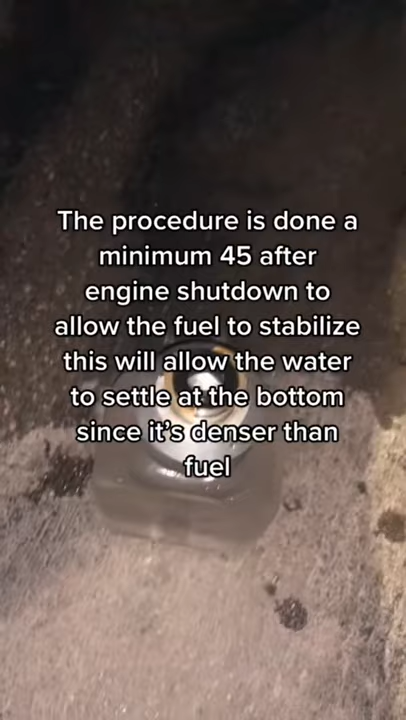 The procedure is done a
minimum 45 after
engine shutdown to
allow the fuel to stabilize
this will allow the water
to settle at the bottom
since it's denser than
fuel